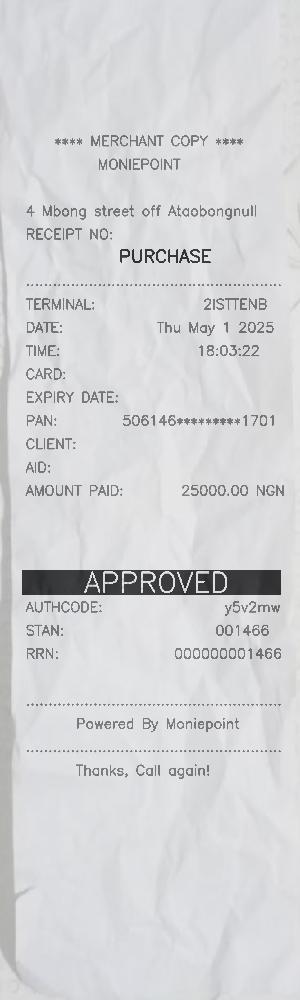 **** MERCHANT COPY ****
MONIEPOINT
4 Mbong street off Ataobongnull
RECEIPT NO:
PURCHASE
TERMINAL: 2ISTTENB
DATE: Thu May 1 2025
TIME: 18:03:22
CARD:
EXPIRY DATE:
PAN: 506146*********1701
CLIENT:
AID:
AMOUNT PAID: 25000.00 NGN
APPROVED
AUTHCODE: y5v2mw
STAN: 001466
RRN: 000000001466
Powered By Moniepoint
Thanks, Call again!